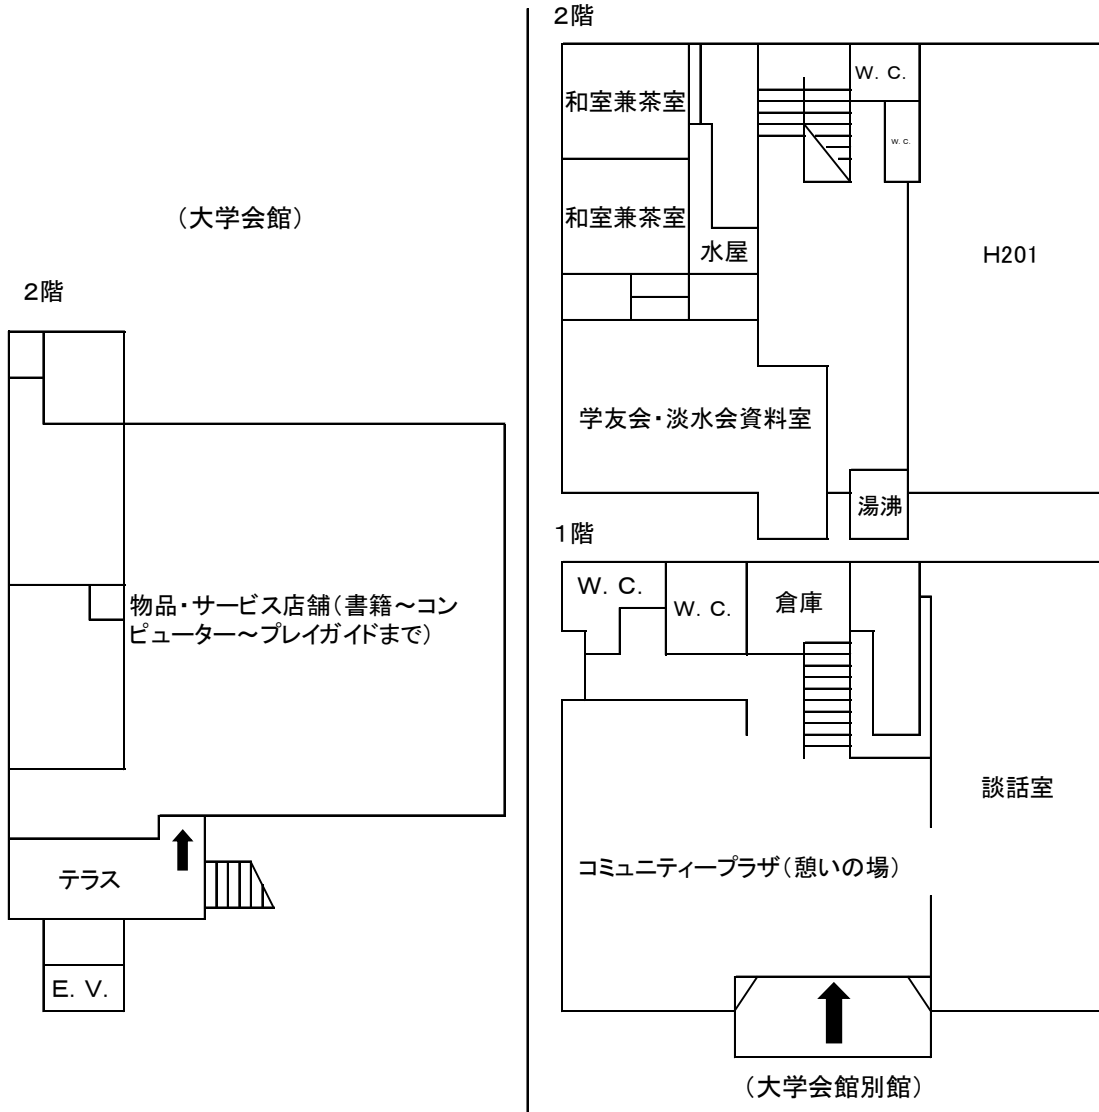 （大学会館）
２階
物品・サービス店舗（書籍～コン
ピューター～プレイガイドまで）
テラス
Ｅ．Ｖ．
２階
和室兼茶室
Ｗ．Ｃ．
Ｗ．Ｃ．
和室兼茶室
水屋
H201
学友会・淡水会資料室
湯沸
１階
Ｗ．Ｃ．
Ｗ．Ｃ．
倉庫
談話室
コミュニティープラザ（憩いの場）
（大学会館別館）